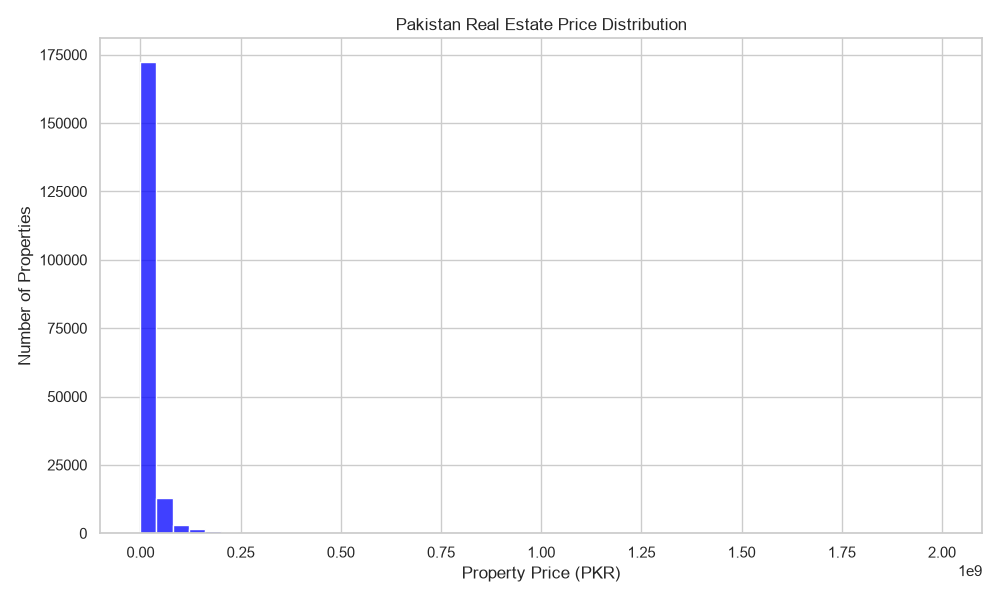 Pakistan Real Estate Price Distribution
175000
150000
125000
100000
75000
50000
25000
0
Number of Properties
0.00 0.25 0.50 0.75 1.00 1.25 1.50 1.75 2.00
1e9
Property Price (PKR)